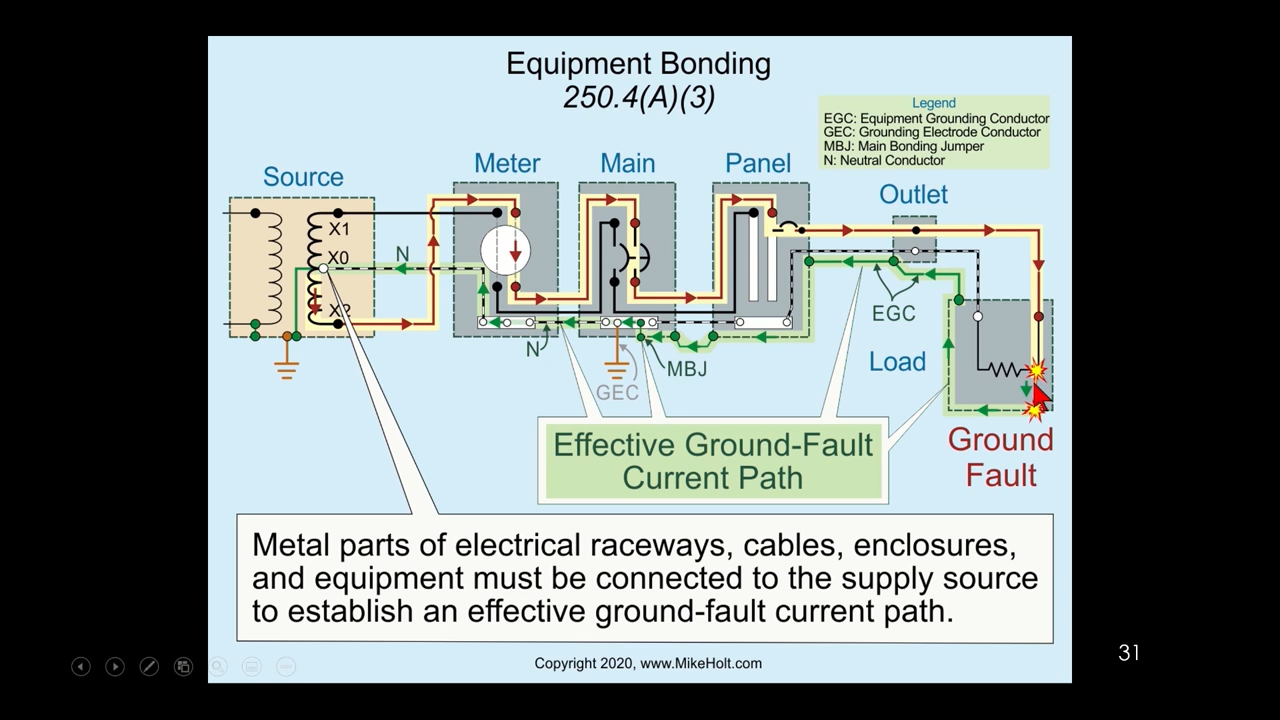 Equipment Bonding
250.4(A)(3)
Legend
EGC: Equipment Grounding Conductor
GEC: Grounding Electrode Conductor
MBJ: Main Bonding Jumper
N: Neutral Conductor
Source
Meter
Main
Panel
Outlet
X1
X0
X2
N
N
GEC
MBJ
EGC
Load
Effective Ground-Fault
Current Path
Ground
Fault
Metal parts of electrical raceways, cables, enclosures,
and equipment must be connected to the supply source
to establish an effective ground-fault current path.
Copyright 2020, www.MikeHolt.com
31